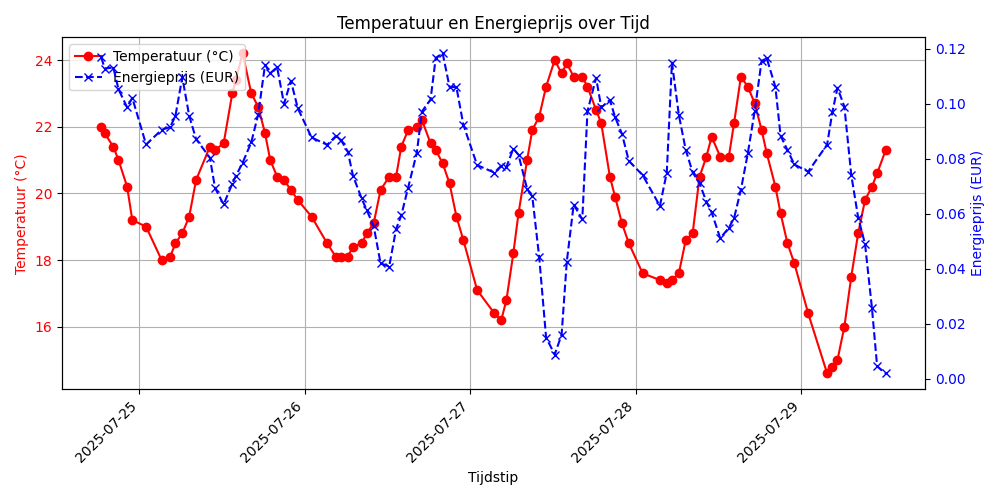 Temperatuur en Energieprijs over Tijd
Temperatuur (°C)
Energieprijs (EUR)
24
22
20
18
16
Temperatuur (°C)
0.12
0.10
0.08
0.06
0.04
0.02
0.00
Energieprijs (EUR)
2025-07-25
2025-07-26
2025-07-27
2025-07-28
2025-07-29
Tijdstip